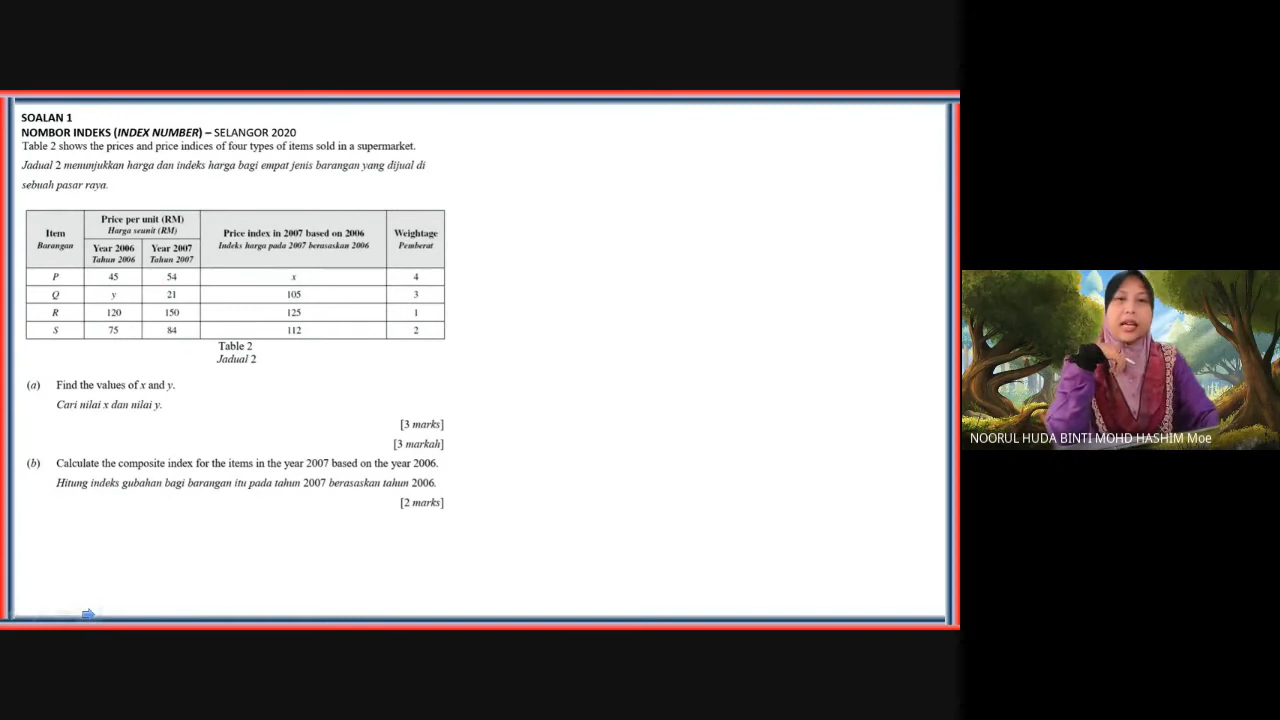 SOALAN 1
NOMBOR INDEKS (INDEX NUMBER) – SELANGOR 2020
Table 2 shows the prices and price indices of four types of items sold in a supermarket.
Jadual 2 menunjukkan harga dan indeks harga bagi empat jenis barangan yang dijual di
sebuah pasar raya.
Item
Barangan
Price per unit (RM)
Harga seunit (RM)
Year 2006
Tahun 2006
Year 2007
Tahun 2007
Price index in 2007 based on 2006
Indeks harga pada 2007 berasaskan 2006
Weightage
Pemberat
P 45 54 x 4
Q y 21 105 3
R 120 150 125 1
S 75 84 112 2
Table 2
Jadual 2
(a) Find the values of x and y.
Cari nilai x dan nilai y.
[3 marks]
[3 markah]
(b) Calculate the composite index for the items in the year 2007 based on the year 2006.
Hitung indeks gubahan bagi barangan itu pada tahun 2007 berasaskan tahun 2006.
[2 marks]
NOORUL HUDA BINTI MOHD HASHIM Moe